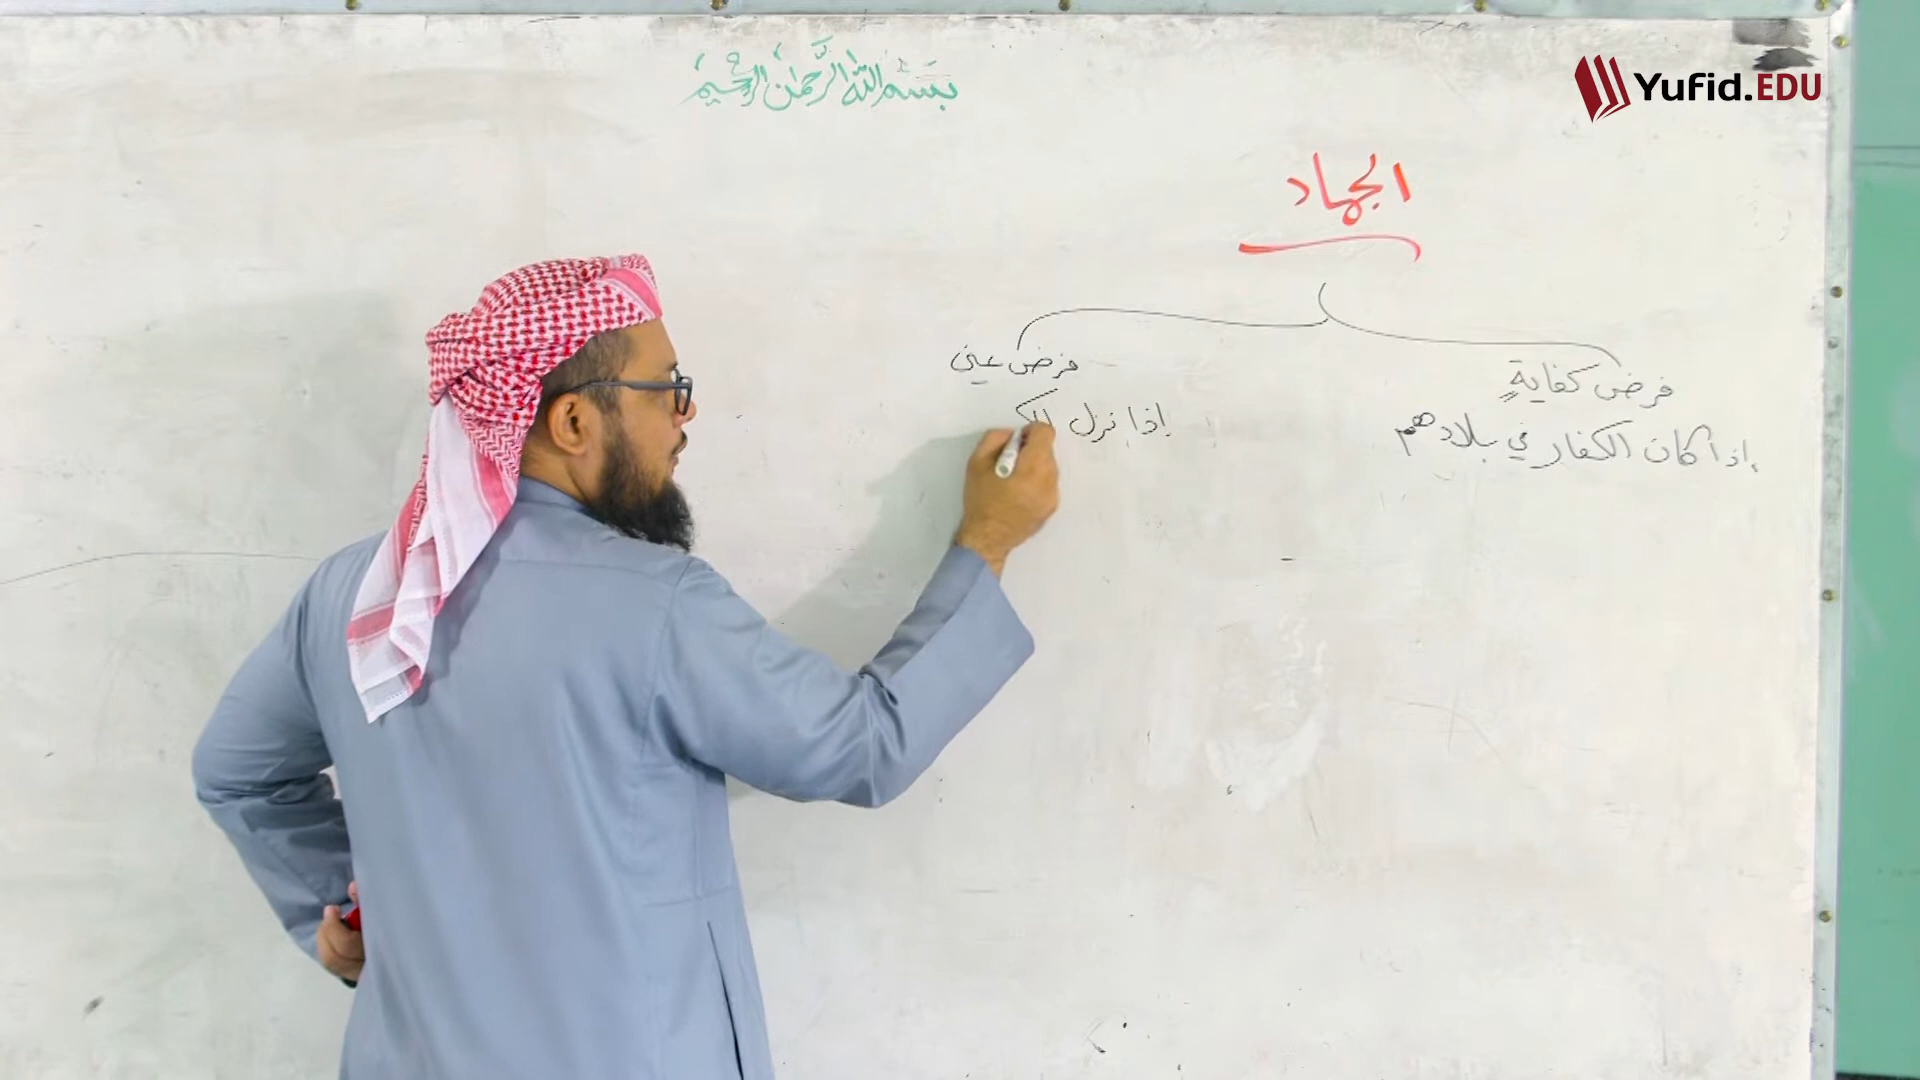 بسم الله الرحمن الرحيم
Yufid.EDU
الجهاد
فرض كفايةٍ
إذا كان الكفار في بلادهم
فرض عين
إذا نزل